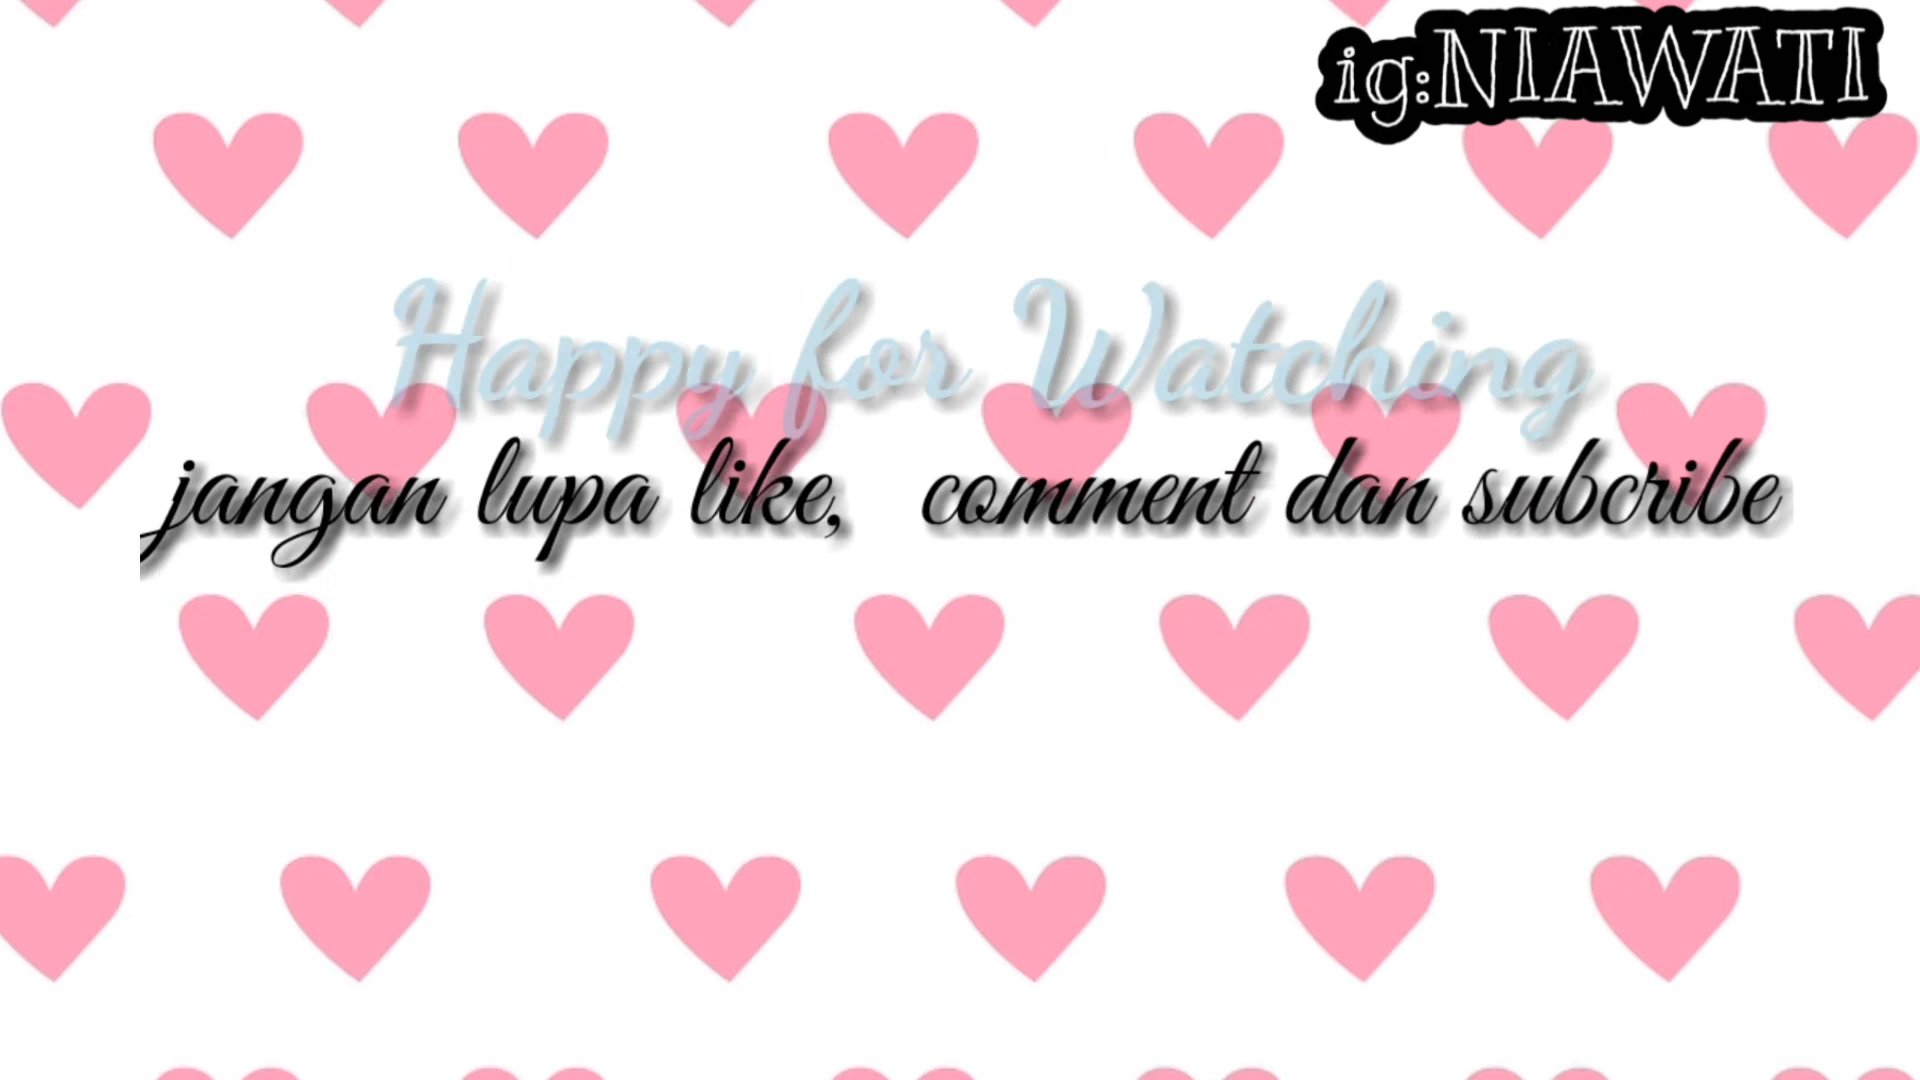 ig:NIAWATI
Happy for Watching
jangan lupa like, comment dan subcribe